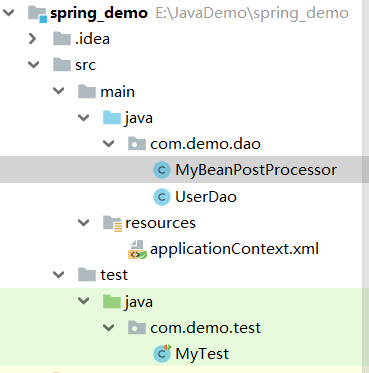 spring_demo E:\JavaDemo\spring_demo
.idea
src
main
java
com.demo.dao
MyBeanPostProcessor
UserDao
resources
applicationContext.xml
test
java
com.demo.test
MyTest